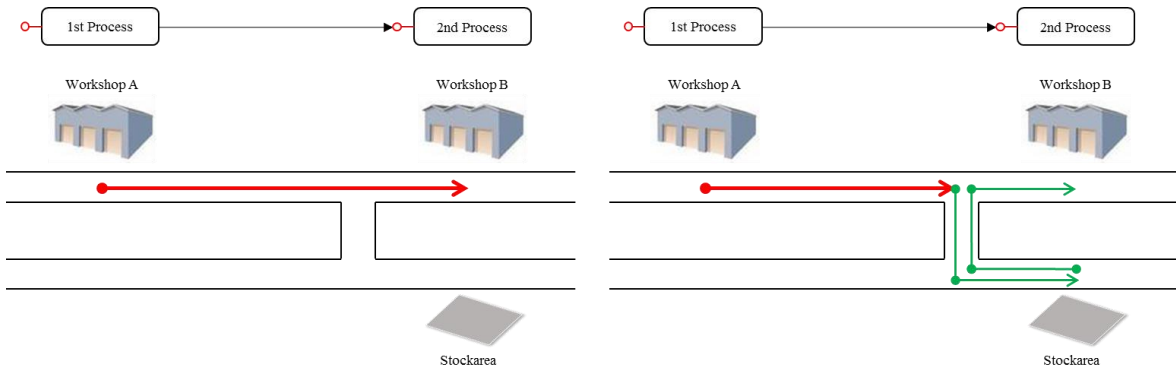 1st Process
2nd Process
Workshop A
Workshop B
Stockarea
1st Process
2nd Process
Workshop A
Workshop B
Stockarea